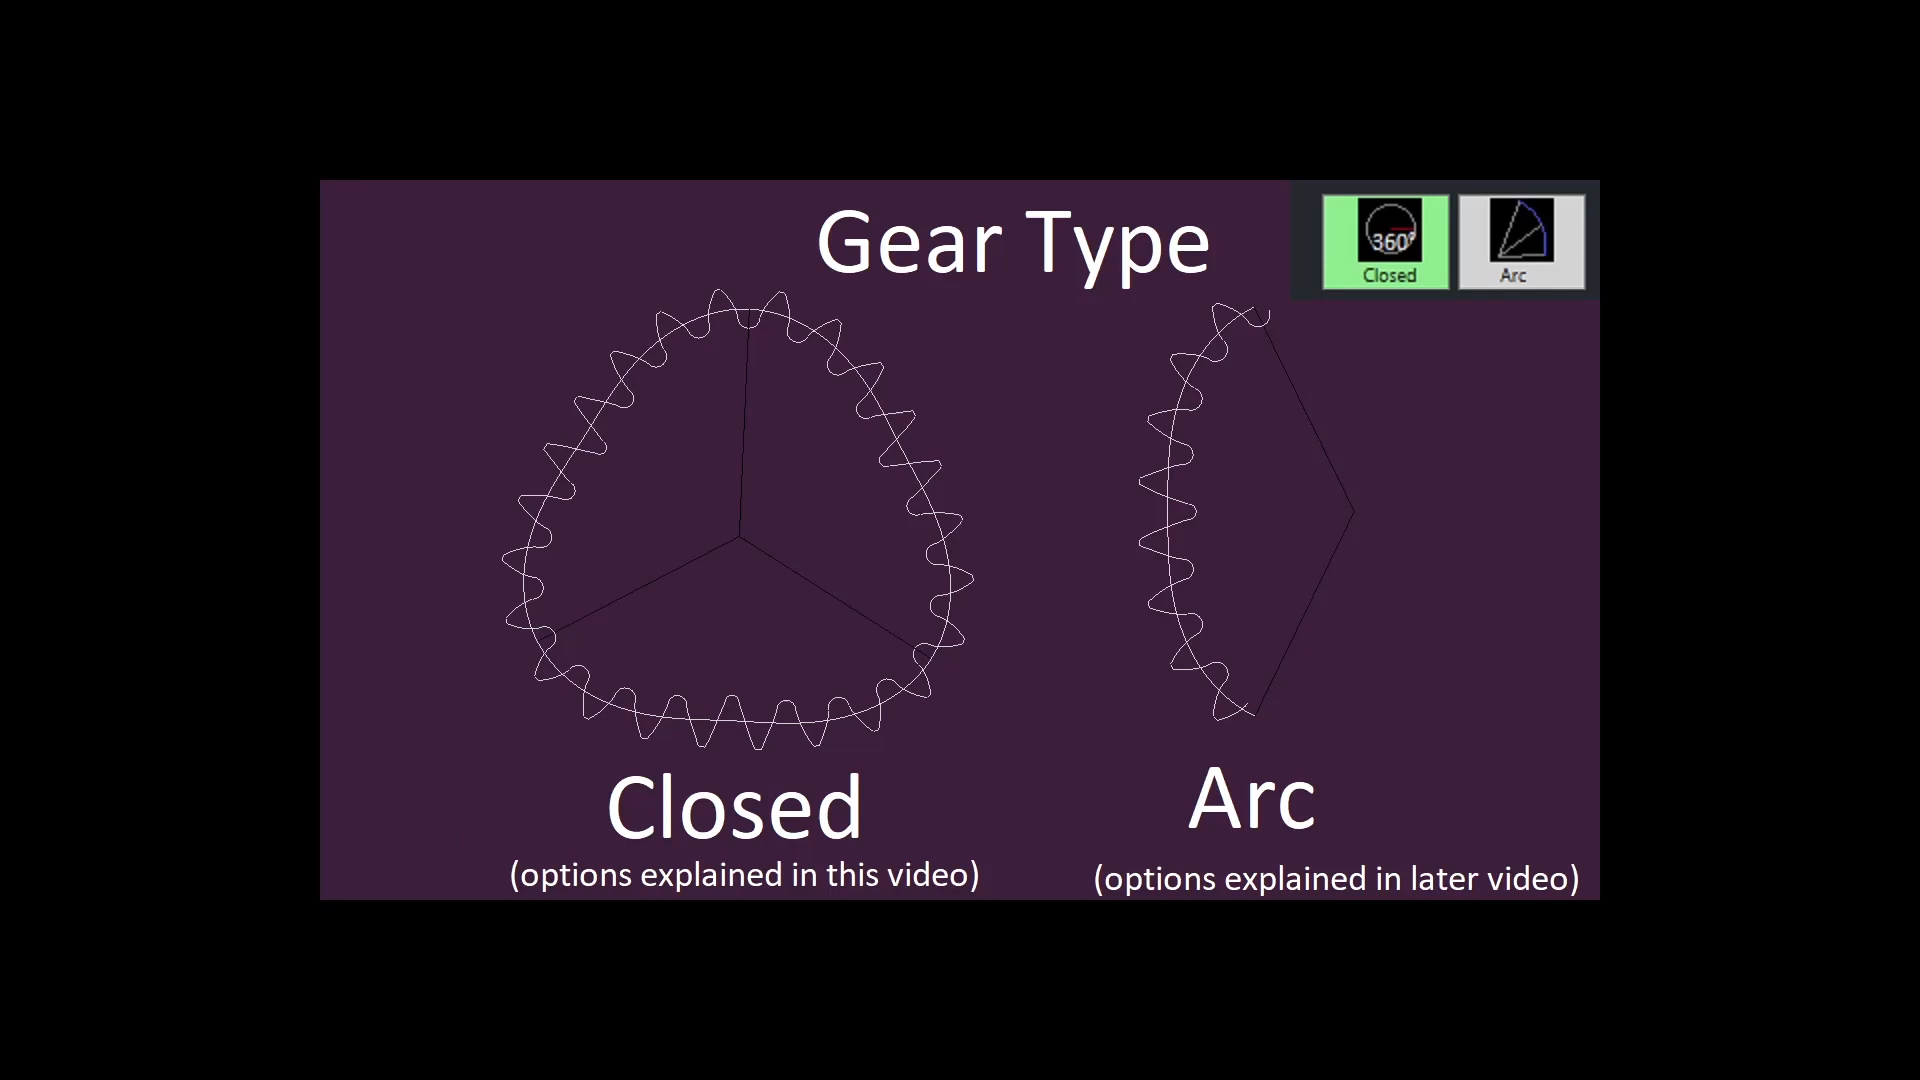 Gear Type
360°
Closed
Arc
Closed
Arc
(options explained in this video)
(options explained in later video)